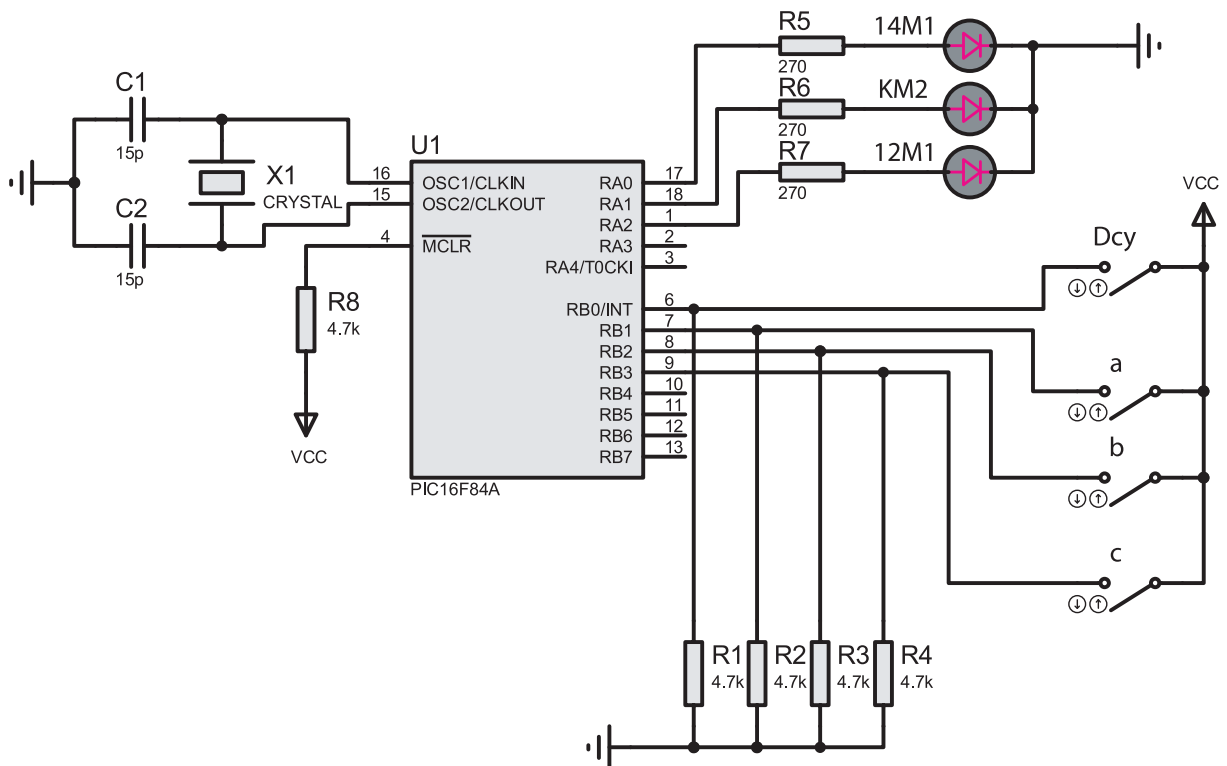 R5
270
14M1
R6
270
KM2
R7
270
12M1
C1
15p
C2
15p
X1
CRYSTAL
R8
4.7k
VCC
U1
16
OSC1/CLKIN
15
OSC2/CLKOUT
4
MCLR
RA0
17
RA1
18
RA2
1
RA3
2
RA4/T0CKI
3
RB0/INT
6
RB1
7
RB2
8
RB3
9
RB4
10
RB5
11
RB6
12
RB7
13
PIC16F84A
VCC
Dcy
a
b
c
R1
4.7k
R2
4.7k
R3
4.7k
R4
4.7k